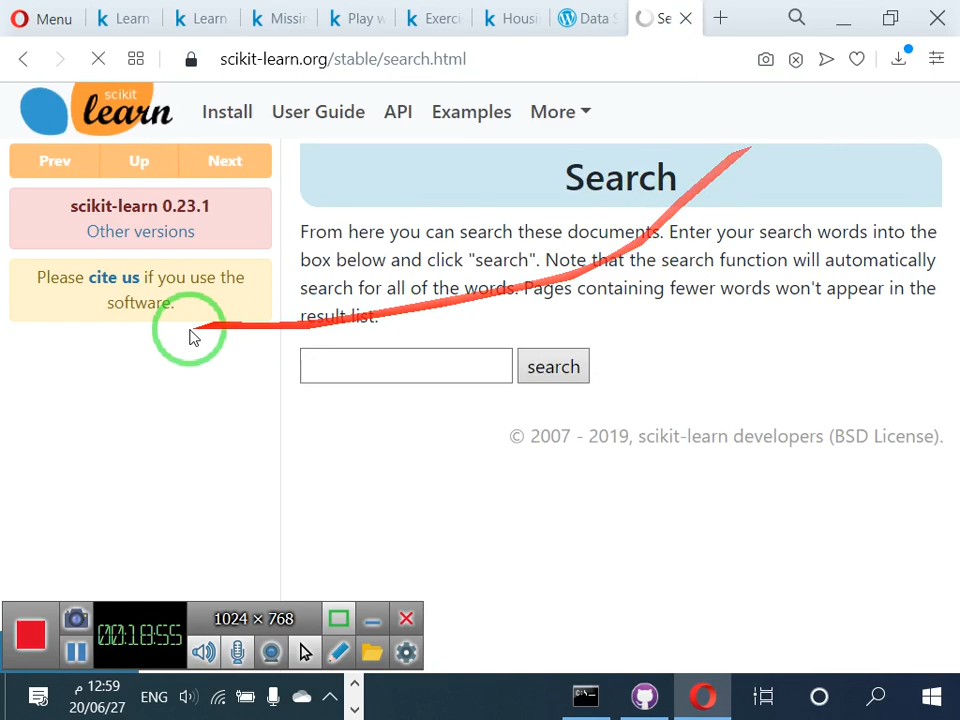 Menu
Learn
Learn
Missin
Play w
Exerci
Housi
Data S
Se
scikit-learn.org/stable/search.html
scikit
learn
Install
User Guide
API
Examples
More
Prev
Up
Next
Search
scikit-learn 0.23.1
Other versions
Please cite us if you use the
software.
From here you can search these documents. Enter your search words into the
box below and click "search". Note that the search function will automatically
search for all of the words. Pages containing fewer words won't appear in the
result list.
search
© 2007 - 2019, scikit-learn developers (BSD License).
1024 × 768
00:18:55
12:59 م
20/06/27
ENG